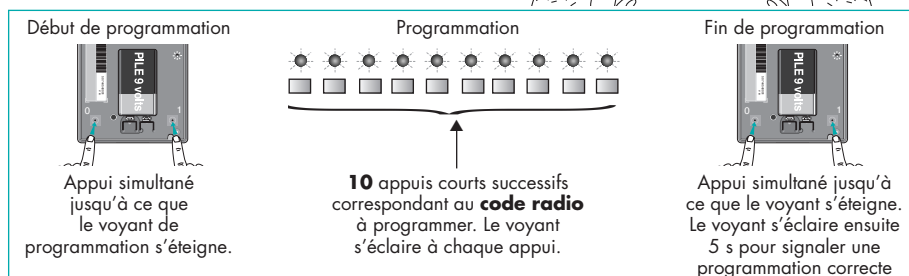 Début de programmation
PILE 9 volts
0
1
Appui simultané
jusqu'à ce que
le voyant de
programmation s'éteigne.
Programmation
10 appuis courts successifs
correspondant au code radio
à programmer. Le voyant
s'éclaire à chaque appui.
Fin de programmation
PILE 9 volts
0
1
Appui simultané jusqu'à
ce que le voyant s'éteigne.
Le voyant s'éclaire ensuite
5 s pour signaler une
programmation correcte